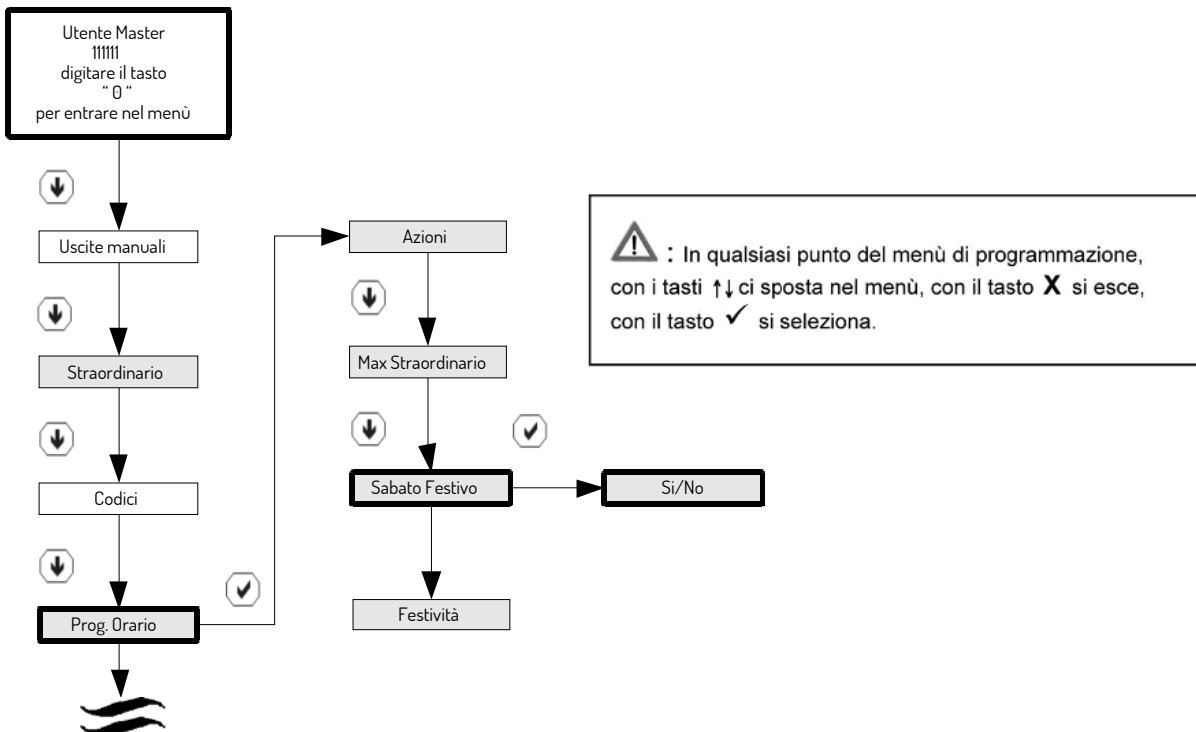 Utente Master
111111
digitare il tasto
“ 0 “
per entrare nel menù
Uscite manuali
Straordinario
Codici
Prog. Orario
Azioni
Max Straordinario
Sabato Festivo
Si/No
Festività
: In qualsiasi punto del menù di programmazione,
con i tasti ↑↓ ci sposta nel menù, con il tasto X si esce,
con il tasto ✓ si seleziona.